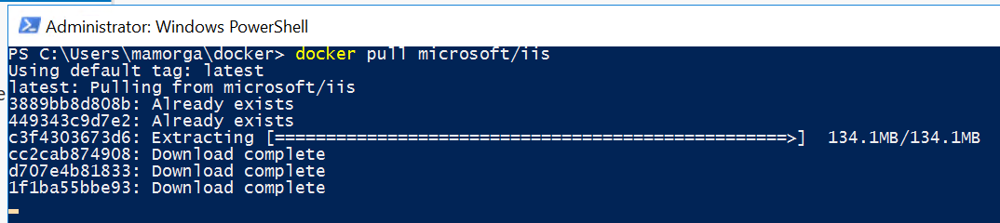 Administrator: Windows PowerShell
PS C:\Users\mamorga\docker> docker pull microsoft/iis
Using default tag: latest
latest: Pulling from microsoft/iis
3889bb8d808b: Already exists
449343c9d7e2: Already exists
c3f4303673d6: Extracting [==================================================>]  134.1MB/134.1MB
cc2cab874908: Download complete
d707e4b81833: Download complete
1f1ba55bbe93: Download complete